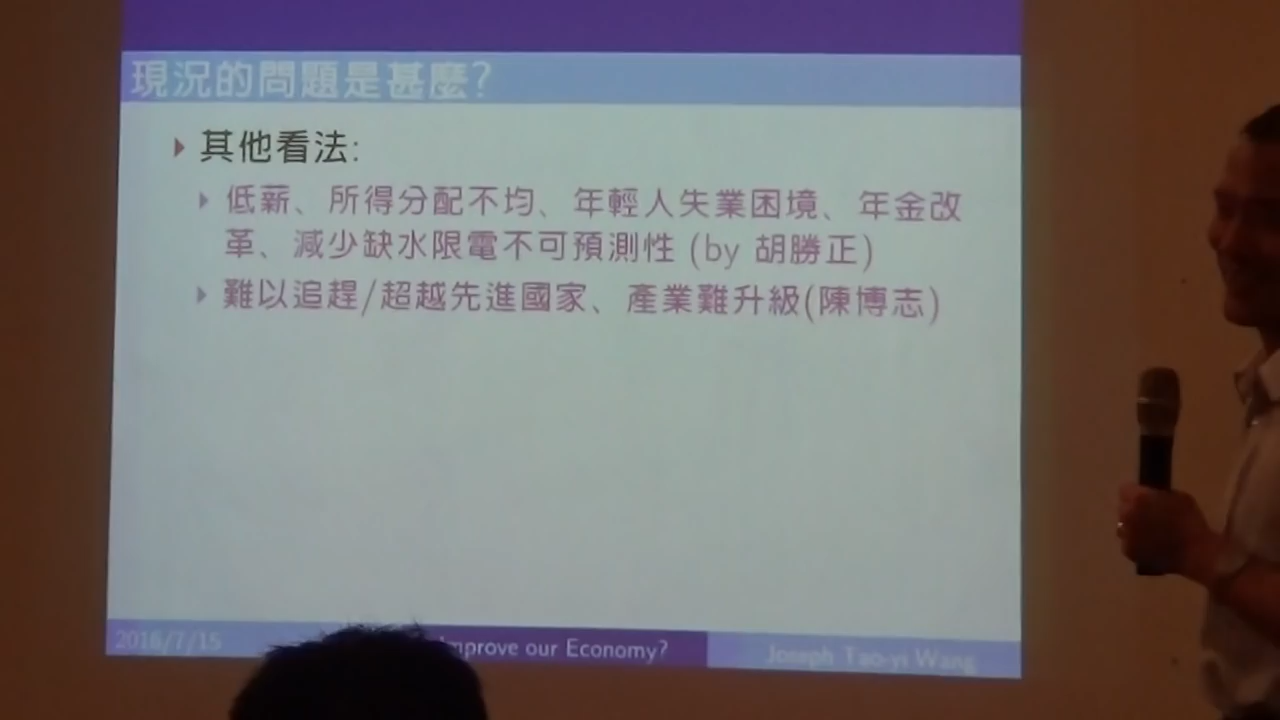 現況的問題是甚麼?
其他看法:
低薪、所得分配不均、年輕人失業困境、年金改
革、減少缺水限電不可預測性 (by 胡勝正)
難以追趕/超越先進國家、產業難升級(陳博志)
2016/7/15
Improve our Economy?
Joseph Tao-yi Wang